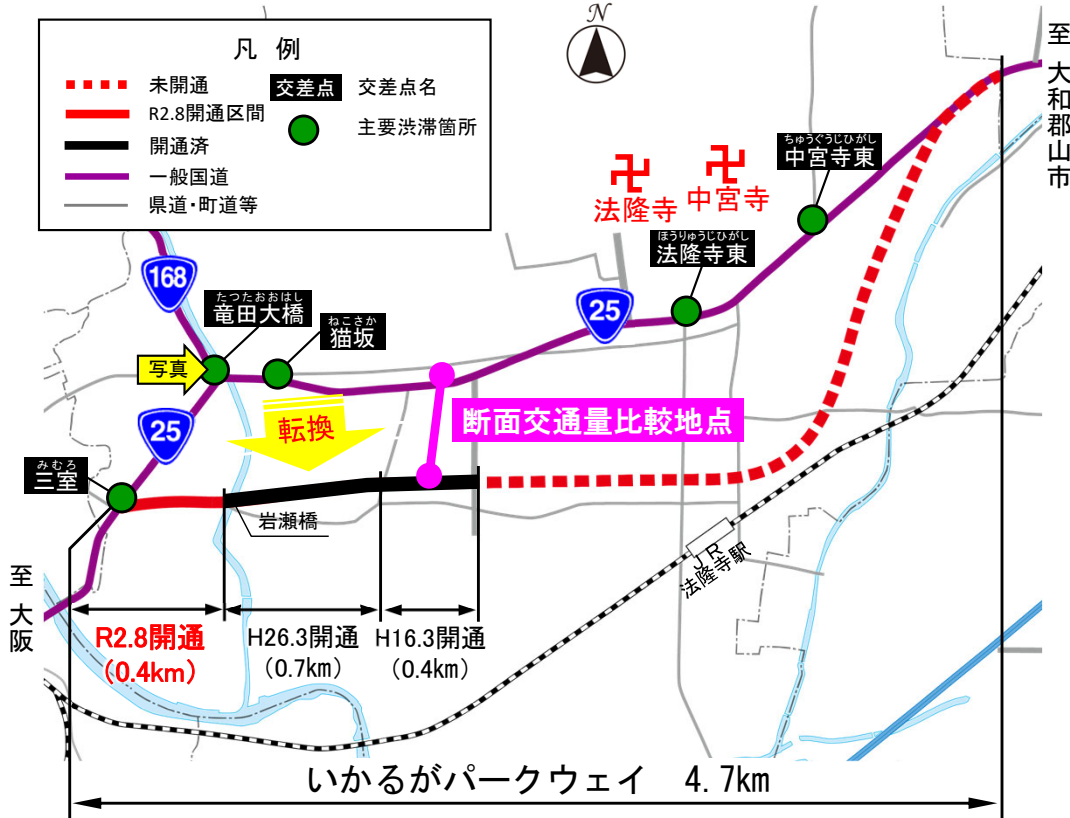 N
凡 例
未開通
R2.8開通区間
開通済
一般国道
県道・町道等
交差点 交差点名
主要渋滞箇所
至 大和郡山市
ちゅうぐうじひがし
中宮寺東
卍 卍
法隆寺 中宮寺
ほうりゅうじひがし
法隆寺東
168
たつたおおはし
竜田大橋
ねこさか
猫坂
25
写真
転換
断面交通量比較地点
25
みむろ
三室
岩瀬橋
JR
法隆寺駅
至 大阪
R2.8開通
(0.4km)
H26.3開通
(0.7km)
H16.3開通
(0.4km)
いかるがパークウェイ 4.7km